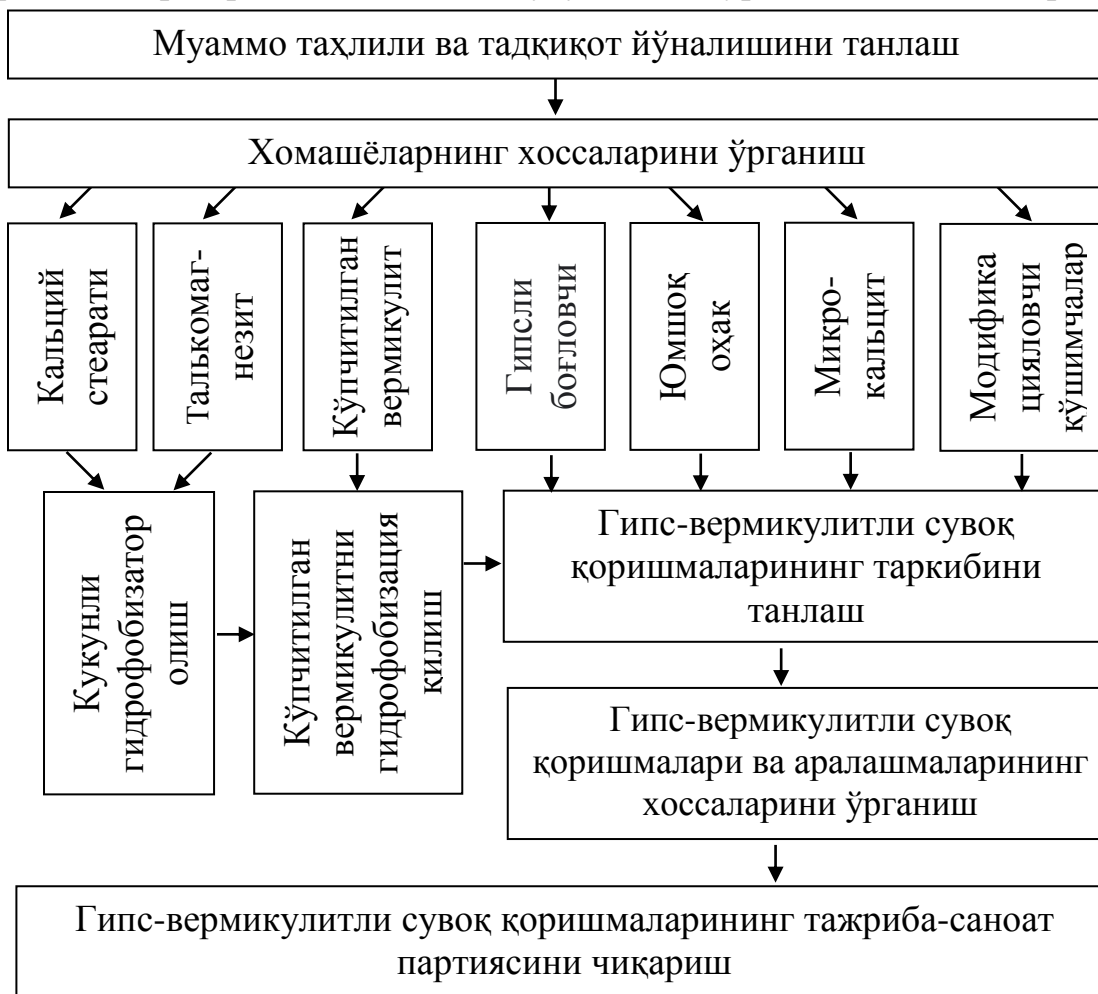 Муаммо таҳлили ва тадқиқот йўналишини танлаш
Хомашёларнинг хоссаларини ўрганиш
Кальций
стеарати
Талькомаг-
незит
Кўпчитилган
вермикулит
Гипсли
боғловчи
Юмшоқ
оҳак
Микро-
кальцит
Модифика
цияловчи
қўшимчалар
Кукунли
гидрофобизатор
олиш
Кўпчитилган
вермикулитни
гидрофобизация
қилиш
Гипс-вермикулитли сувоқ
қоришмаларининг таркибини
танлаш
Гипс-вермикулитли сувоқ
қоришмалари ва аралашмаларининг
хоссаларини ўрганиш
Гипс-вермикулитли сувоқ қоришмаларининг тажриба-саноат
партиясини чиқариш